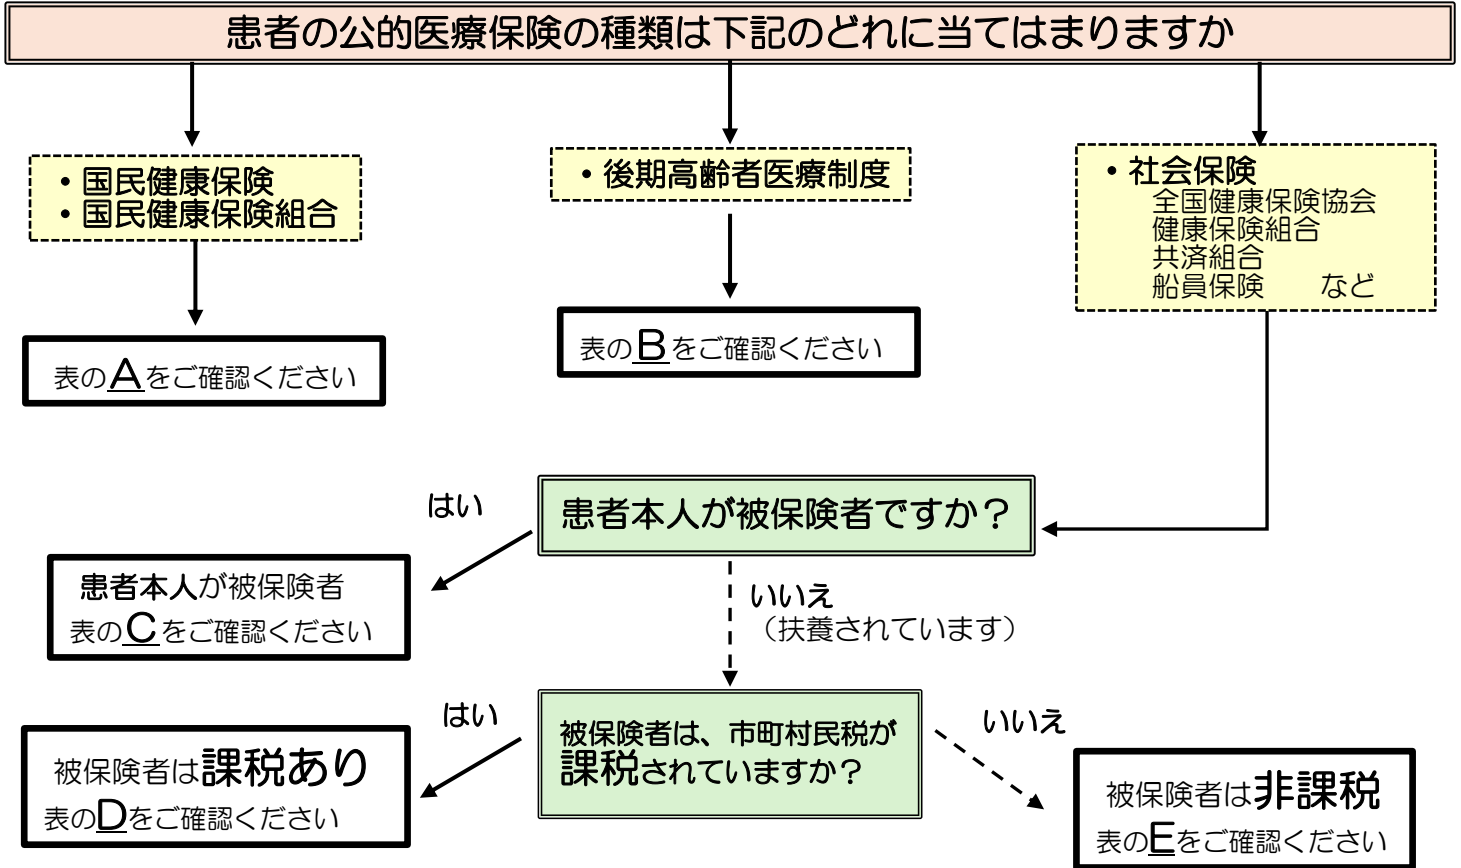 患者の公的医療保険の種類は下記のどれに当てはまりますか
・国民健康保険
・国民健康保険組合
表のAをご確認ください
・後期高齢者医療制度
表のBをご確認ください
・社会保険
全国健康保険協会
健康保険組合
共済組合
船員保険　　など
患者本人が被保険者ですか？
はい
患者本人が被保険者
表のCをご確認ください
いいえ
（扶養されています）
被保険者は、市町村民税が
課税されていますか？
はい
被保険者は課税あり
表のDをご確認ください
いいえ
被保険者は非課税
表のEをご確認ください